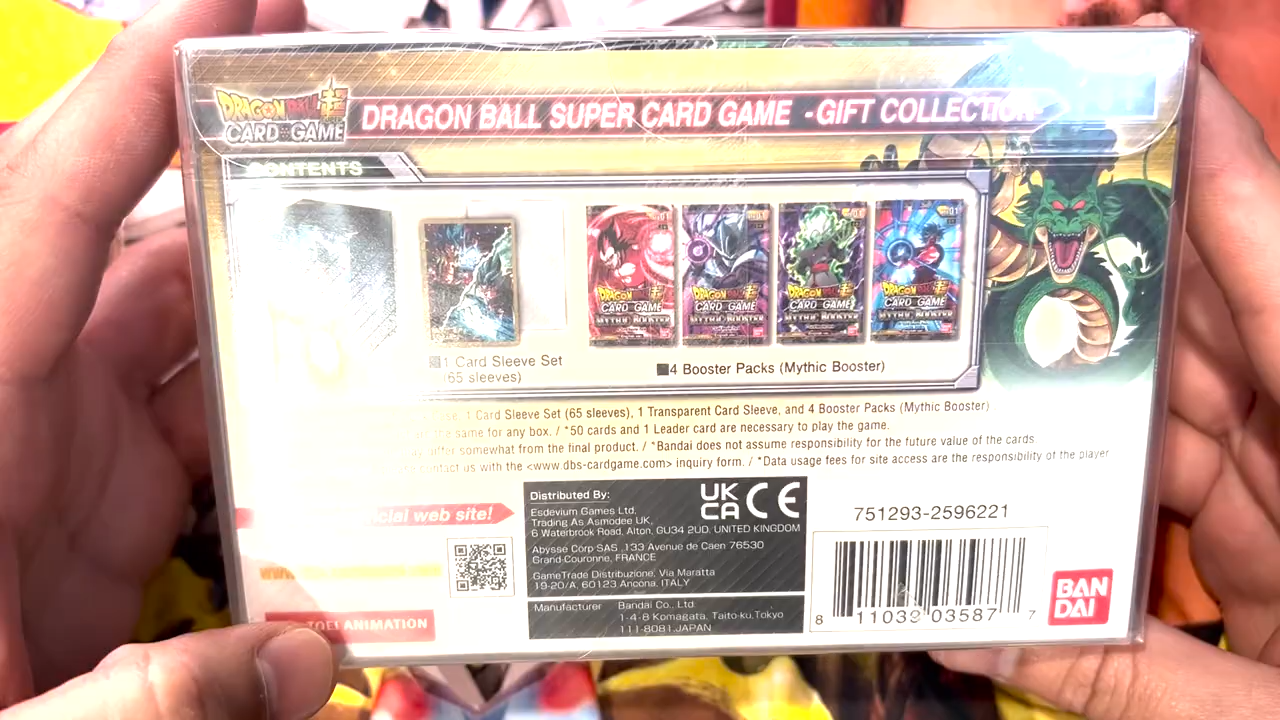 DRAGON BALL
CARD GAME
DRAGON BALL SUPER CARD GAME -GIFT COLLECTION-
CONTENTS
DRAGON BALL
CARD GAME
MYTHIC BOOSTER
DRAGON BALL
CARD GAME
MYTHIC BOOSTER
DRAGON BALL
CARD GAME
MYTHIC BOOSTER
DRAGON BALL
CARD GAME
MYTHIC BOOSTER
1 Card Sleeve Set
(65 sleeves)
4 Booster Packs (Mythic Booster)
1 Card Sleeve Set (65 sleeves), 1 Transparent Card Sleeve, and 4 Booster Packs (Mythic Booster)
the same for any box. / *50 cards and 1 Leader card are necessary to play the game.
somewhat from the final product. / *Bandai does not assume responsibility for the future value of the cards
contact us with the <www.dbs-cardgame.com> inquiry form. / *Data usage fees for site access are the responsibility of the player
web site!
Distributed By:
UK
CA CE
Esdevium Games Ltd,
Trading As Asmodee UK,
6 Waterbrook Road, Alton, GU34 2UD, UNITED KINGDOM
Abysse Corp SAS ,133 Avenue de Caen 76530
Grand-Couronne, FRANCE
GameTrade Distribuzione, Via Maratta
19-20/A, 60123 Ancona, ITALY
Manufacturer Bandai Co., Ltd.
1-4-8 Komagata, Taito-ku,Tokyo
111-8081,JAPAN
751293-2596221
8 11039 03587 7
BAN
DAI
TOEI ANIMATION